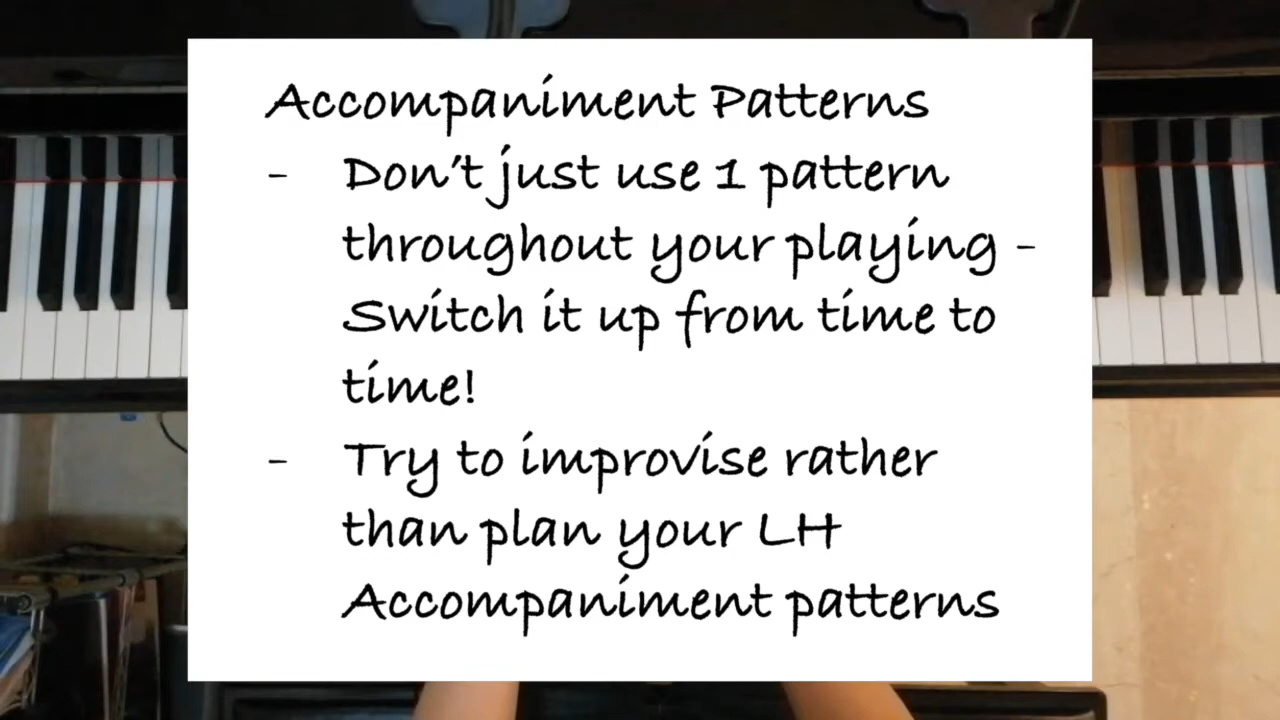 Accompaniment Patterns
- Don't just use 1 pattern
throughout your playing -
Switch it up from time to
time!
- Try to improvise rather
than plan your LH
Accompaniment patterns